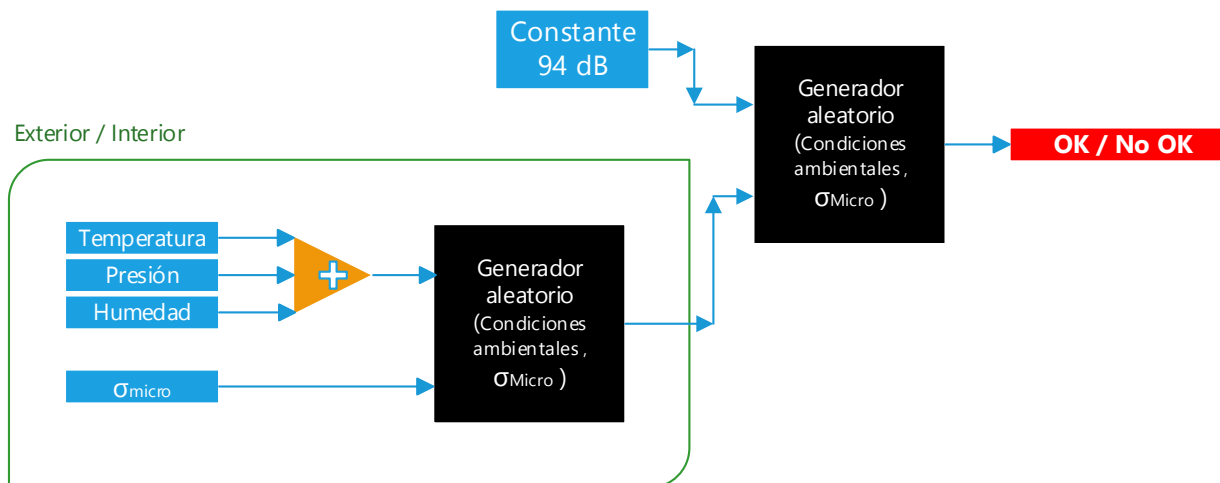 Constante
94 dB
Generador
aleatorio
(Condiciones
ambientales,
σMicro )
OK / No OK
Exterior / Interior
Temperatura
Presión
Humedad
σmicro
Generador
aleatorio
(Condiciones
ambientales,
σMicro )